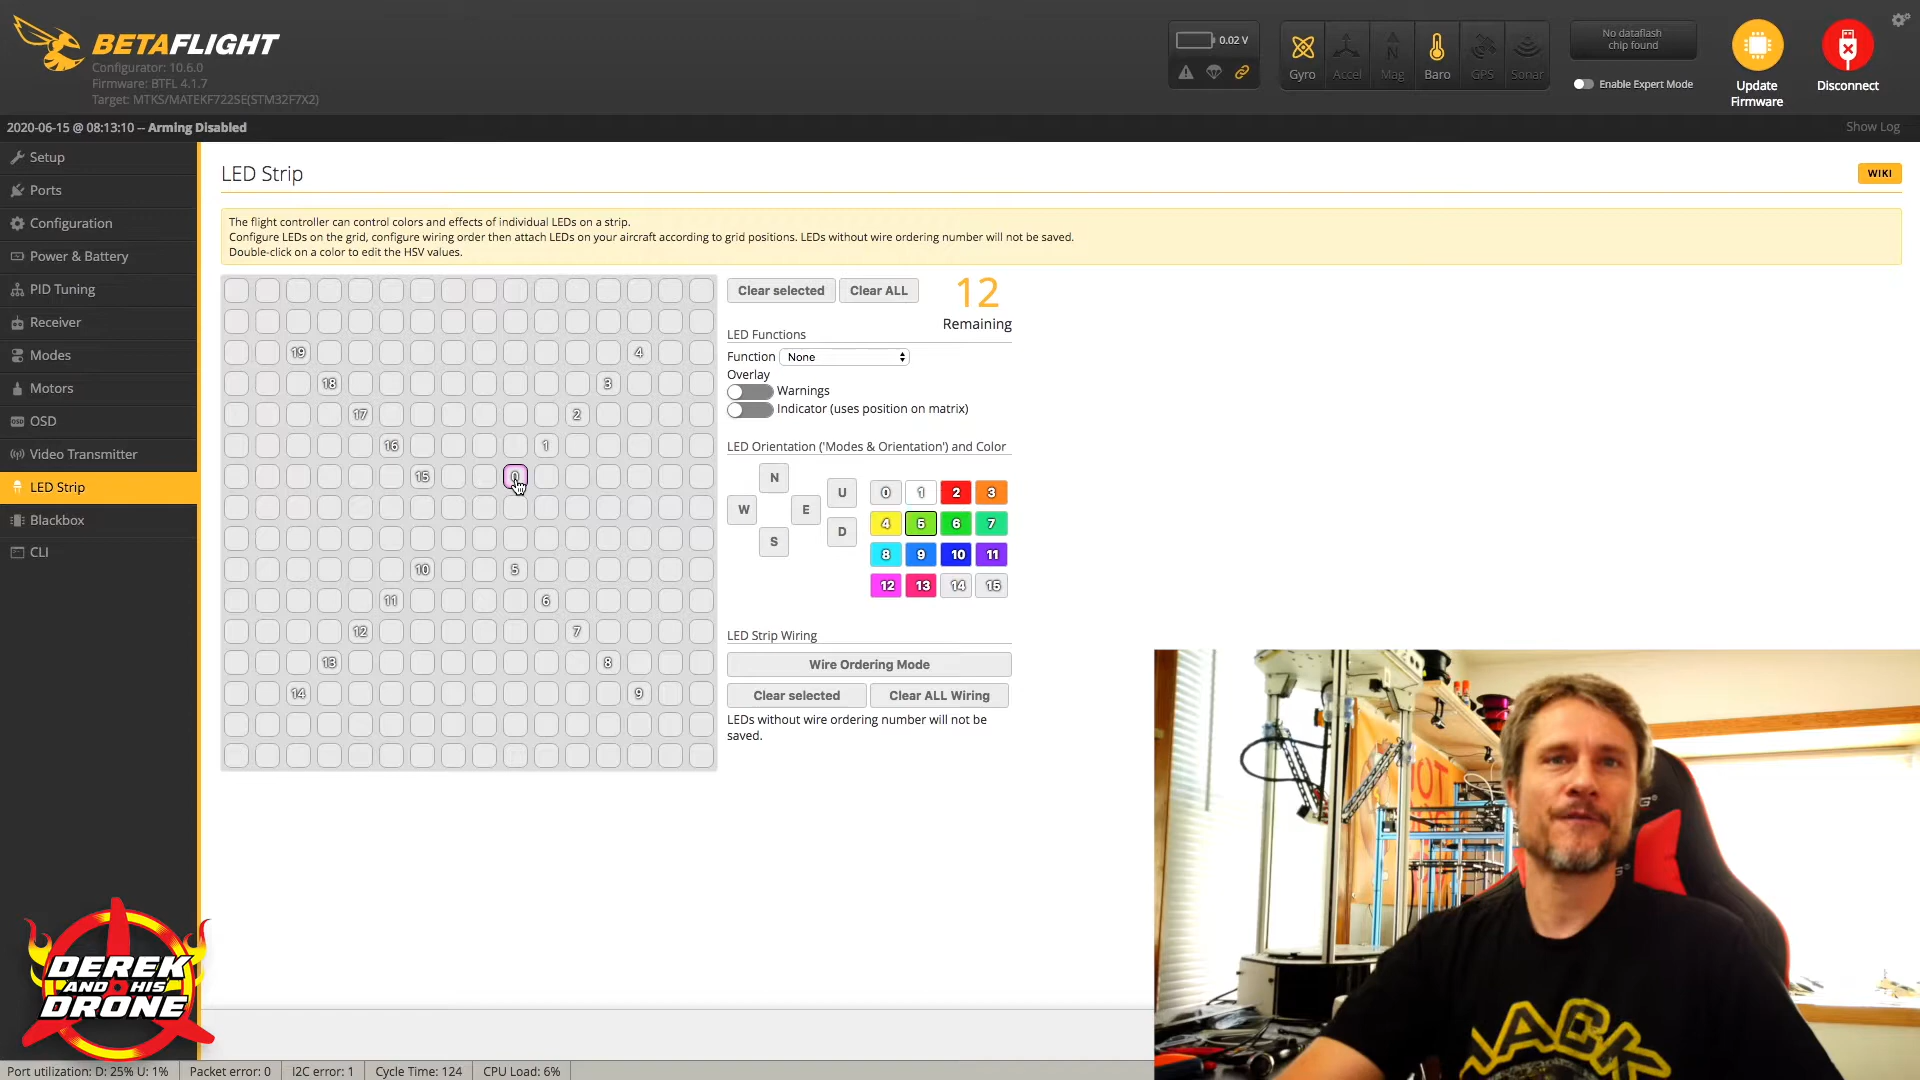 BETAFLIGHT
Configurator: 10.6.0
Firmware: BTFL 4.1.7
Target: MTKS/MATEKF722SE(STM32F7X2)
0.02 V
Gyro
Accel
Mag
Baro
GPS
Sonar
No dataflash
chip found
Enable Expert Mode
Update
Firmware
Disconnect
2020-06-15 @ 08:13:10 -- Arming Disabled
Show Log
Setup
Ports
Configuration
Power & Battery
PID Tuning
Receiver
Modes
Motors
OSD
Video Transmitter
LED Strip
Blackbox
CLI
LED Strip
WIKI
The flight controller can control colors and effects of individual LEDs on a strip.
Configure LEDs on the grid, configure wiring order then attach LEDs on your aircraft according to grid positions. LEDs without wire ordering number will not be saved.
Double-click on a color to edit the HSV values.
19 4
18 3
17 2
16 1
15 0
10 5
11 6
12 7
13 8
14 9
Clear selected
Clear ALL
12
Remaining
LED Functions
Function None
Overlay
Warnings
Indicator (uses position on matrix)
LED Orientation ('Modes & Orientation') and Color
N
W E
S
U
D
0 1 2 3
4 5 6 7
8 9 10 11
12 13 14 15
LED Strip Wiring
Wire Ordering Mode
Clear selected
Clear ALL Wiring
LEDs without wire ordering number will not be
saved.
DEREK
AND HIS
DRONE
Port utilization: D: 25% U: 1%
Packet error: 0
I2C error: 1
Cycle Time: 124
CPU Load: 6%